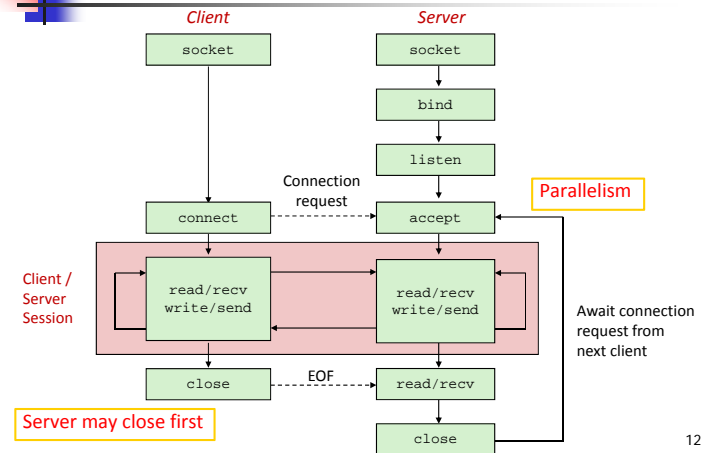 Client
Server
socket
socket
bind
listen
Connection
request
Parallelism
connect
accept
Client /
Server
Session
read/recv
write/send
read/recv
write/send
Await connection
request from
next client
close
EOF
read/recv
Server may close first
close
12